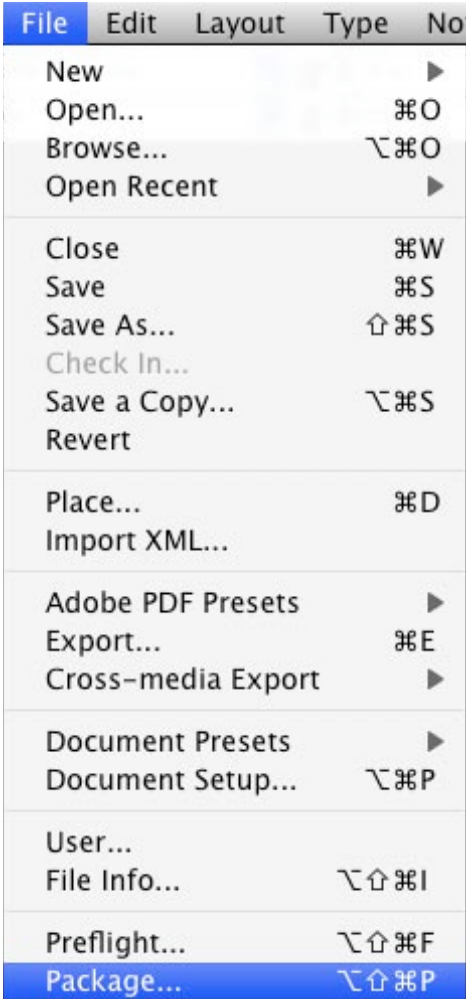 File Edit Layout Type No
New ▶
Open... ⌘O
Browse... ⌥⌘O
Open Recent ▶
Close ⌘W
Save ⌘S
Save As... ⇧⌘S
Check In...
Save a Copy... ⌥⌘S
Revert
Place... ⌘D
Import XML...
Adobe PDF Presets ▶
Export... ⌘E
Cross-media Export ▶
Document Presets ▶
Document Setup... ⌥⌘P
User...
File Info... ⌥⇧⌘I
Preflight... ⌥⇧⌘F
Package... ⌥⇧⌘P